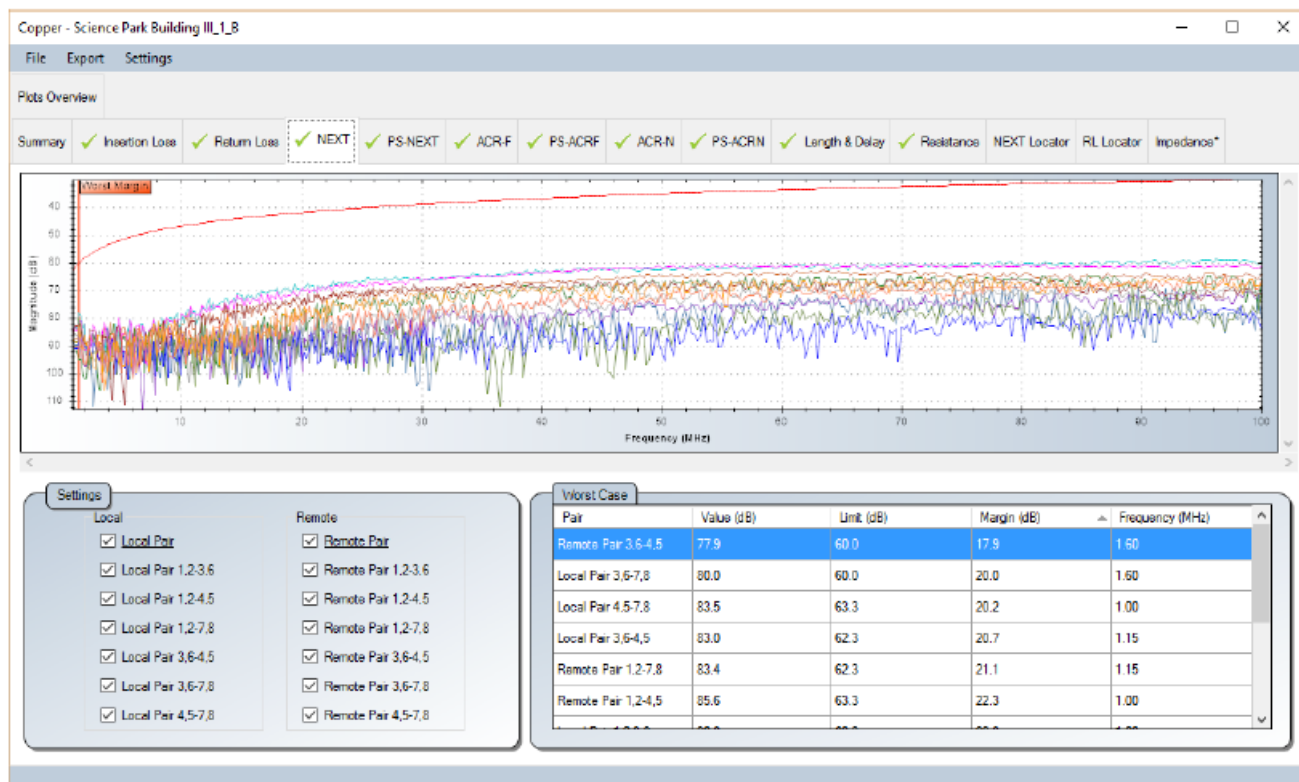 Copper - Science Park Building III_1_B
File Export Settings
Plots Overview
Summary Insertion Loss Return Loss NEXT PS-NEXT ACR-F PS-ACRF ACR-N PS-ACRN Length & Delay Resistance NEXT Locator RL Locator Impedance*
Worst Margin
40
50
60
70
80
90
100
110
Magnitude (dB)
10 20 30 40 50 60 70 80 90 100
Frequency (MHz)
Settings
Local Remote
Local Pair Remote Pair
Local Pair 1,2-3,6 Remote Pair 1,2-3,6
Local Pair 1,2-4,5 Remote Pair 1,2-4,5
Local Pair 1,2-7,8 Remote Pair 1,2-7,8
Local Pair 3,6-4,5 Remote Pair 3,6-4,5
Local Pair 3,6-7,8 Remote Pair 3,6-7,8
Local Pair 4,5-7,8 Remote Pair 4,5-7,8
Worst Case
Pair Value (dB) Limit (dB) Margin (dB) Frequency (MHz)
Remote Pair 3,6-4,5 77.9 60.0 17.9 1.60
Local Pair 3,6-7,8 80.0 60.0 20.0 1.60
Local Pair 4,5-7,8 83.5 63.3 20.2 1.00
Local Pair 3,6-4,5 83.0 62.3 20.7 1.15
Remote Pair 1,2-7,8 83.4 62.3 21.1 1.15
Remote Pair 1,2-4,5 85.6 63.3 22.3 1.00